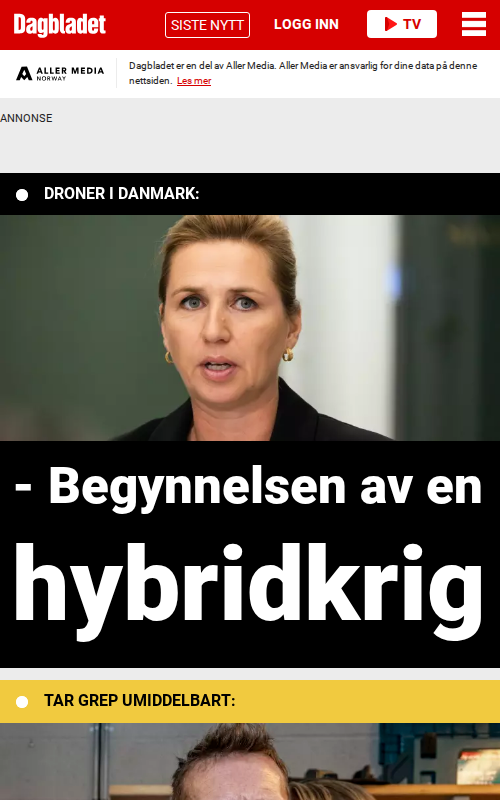 Dagbladet
SISTE NYTT
LOGG INN
TV
ALLER MEDIA
NORWAY
Dagbladet er en del av Aller Media. Aller Media er ansvarlig for dine data på denne
nettsiden. Les mer
ANNONSE
DRONER I DANMARK:
- Begynnelsen av en
hybridkrig
TAR GREP UMIDDELBART: